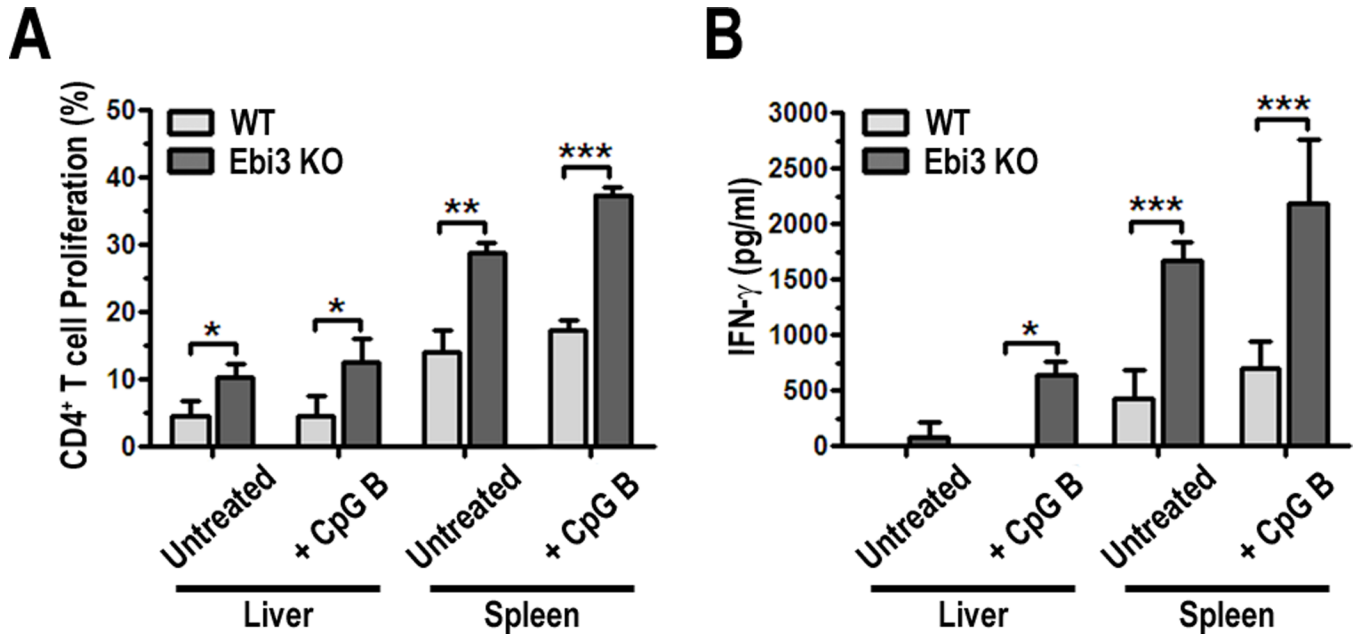 A
CD4⁺ T cell Proliferation (%)
50
40
30
20
10
0
WT
Ebi3 KO
*
*
**
***
Untreated
+ CpG B
Untreated
+ CpG B
Liver
Spleen
B
IFN-γ (pg/ml)
3000
2500
2000
1500
1000
500
0
WT
Ebi3 KO
*
***
***
Untreated
+ CpG B
Untreated
+ CpG B
Liver
Spleen